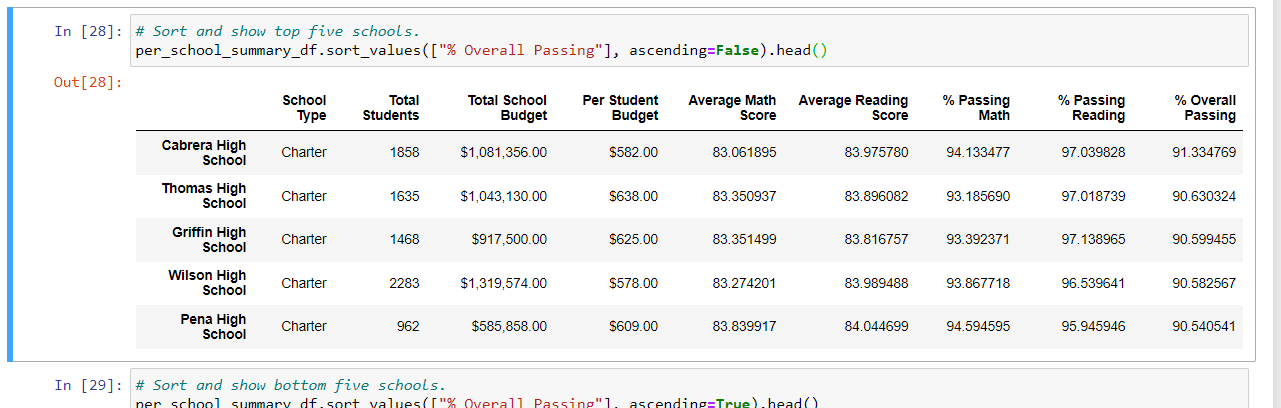 In [28]: # Sort and show top five schools.
per_school_summary_df.sort_values(["% Overall Passing"], ascending=False).head()
Out[28]:
School Type Total Students Total School Budget Per Student Budget Average Math Score Average Reading Score % Passing Math % Passing Reading % Overall Passing
Cabrera High School Charter 1858 $1,081,356.00 $582.00 83.061895 83.975780 94.133477 97.039828 91.334769
Thomas High School Charter 1635 $1,043,130.00 $638.00 83.350937 83.896082 93.185690 97.018739 90.630324
Griffin High School Charter 1468 $917,500.00 $625.00 83.351499 83.816757 93.392371 97.138965 90.599455
Wilson High School Charter 2283 $1,319,574.00 $578.00 83.274201 83.989488 93.867718 96.539641 90.582567
Pena High School Charter 962 $585,858.00 $609.00 83.839917 84.044699 94.594595 95.945946 90.540541
In [29]: # Sort and show bottom five schools.
per_school_summary_df.sort_values(["% Overall Passing"], ascending=True).head()